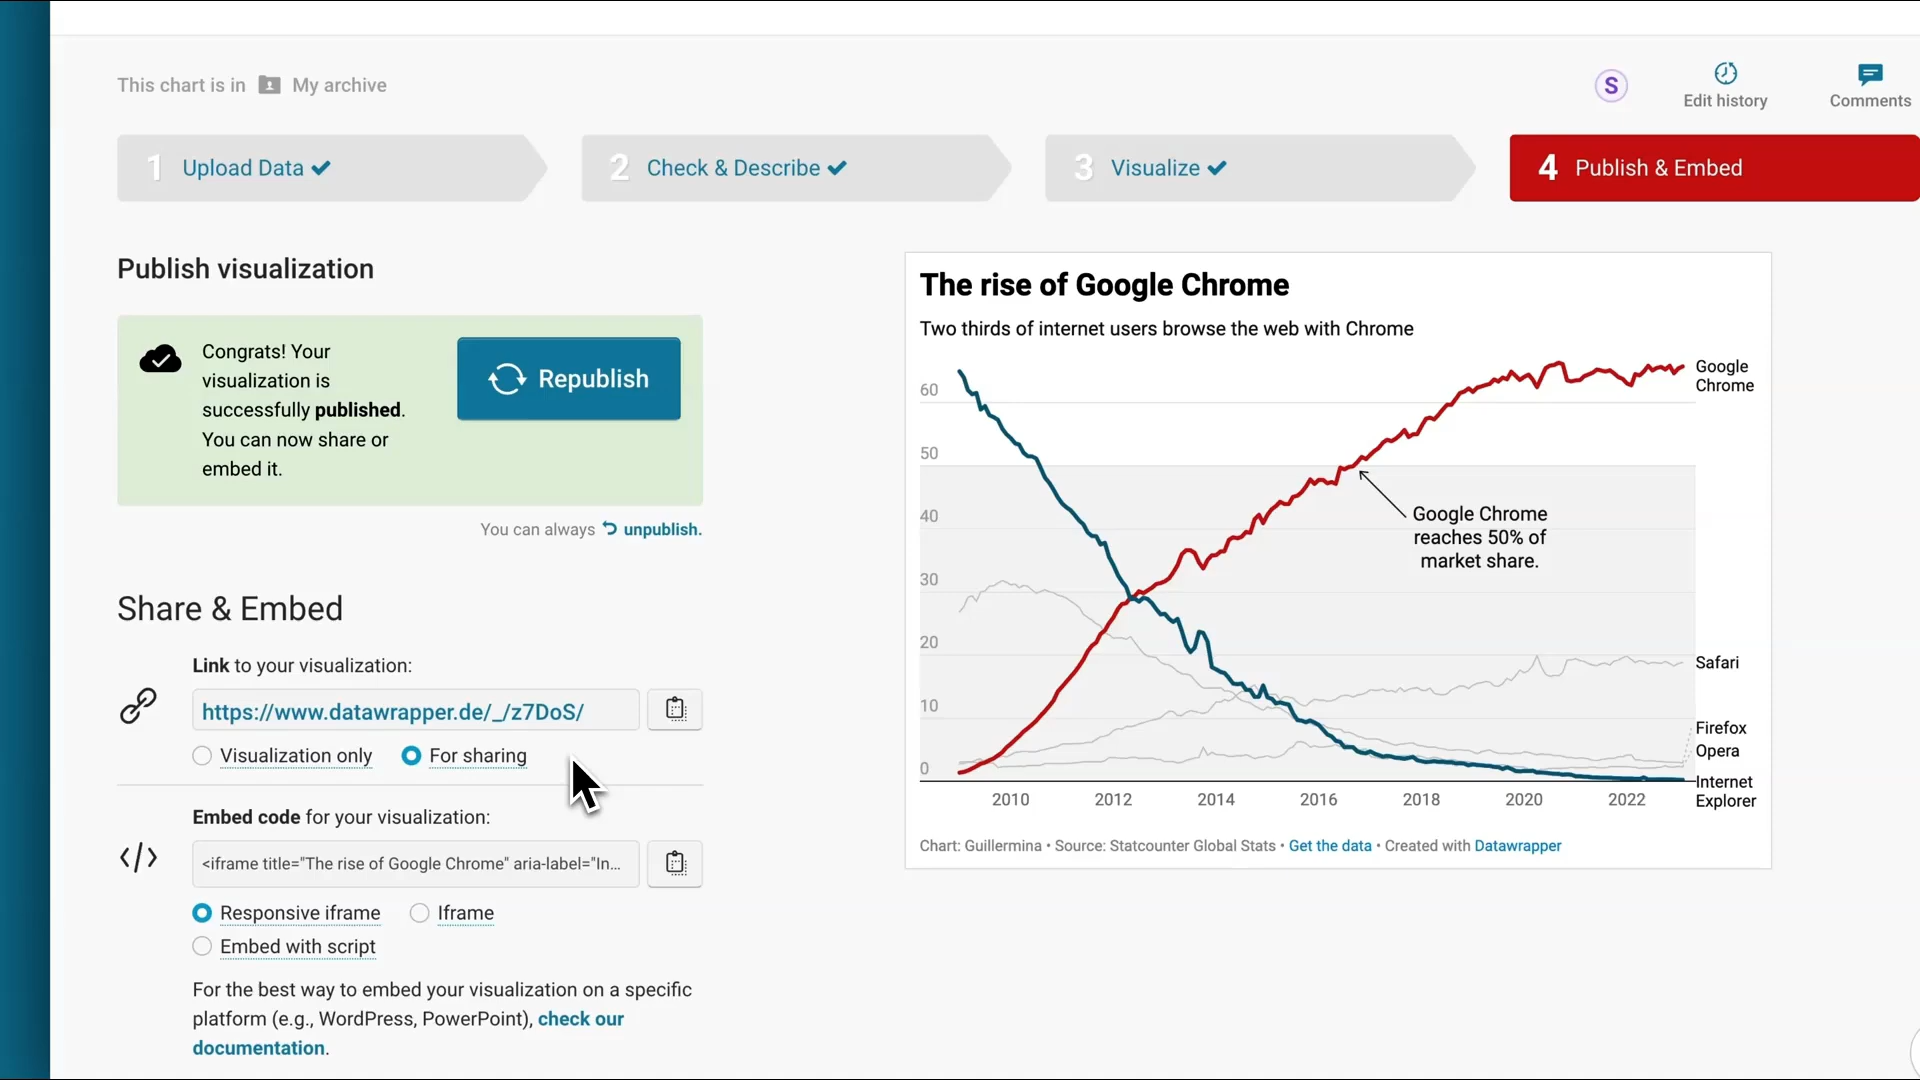 This chart is in My archive
S
Edit history
Comments
1 Upload Data
2 Check & Describe
3 Visualize
4 Publish & Embed
Publish visualization
Congrats! Your
visualization is
successfully published.
You can now share or
embed it.
Republish
You can always unpublish.
Share & Embed
Link to your visualization:
https://www.datawrapper.de/_/z7DoS/
Visualization only
For sharing
Embed code for your visualization:
<iframe title="The rise of Google Chrome" aria-label="In...
Responsive iframe
Iframe
Embed with script
For the best way to embed your visualization on a specific
platform (e.g., WordPress, PowerPoint), check our
documentation.
The rise of Google Chrome
Two thirds of internet users browse the web with Chrome
60
50
40
30
20
10
0
Google
Chrome
Google Chrome
reaches 50% of
market share.
Safari
Firefox
Opera
Internet
Explorer
2010
2012
2014
2016
2018
2020
2022
Chart: Guillermina • Source: Statcounter Global Stats • Get the data • Created with Datawrapper